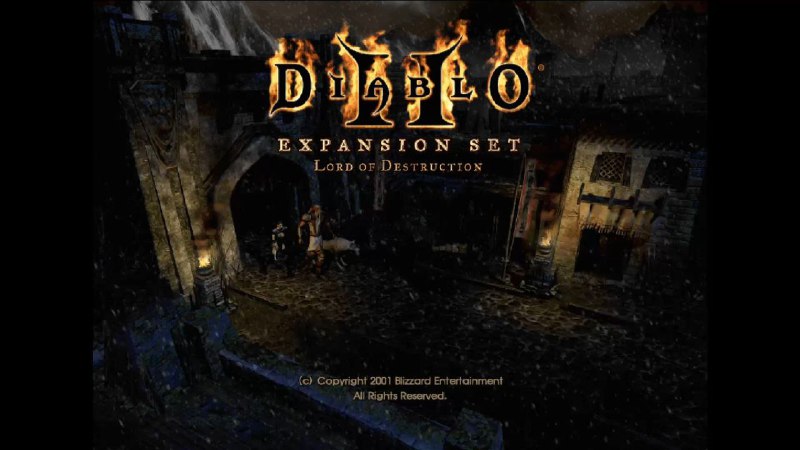 DIABLO II®
EXPANSION SET
LORD OF DESTRUCTION
(c) Copyright 2001 Blizzard Entertainment
All Rights Reserved.